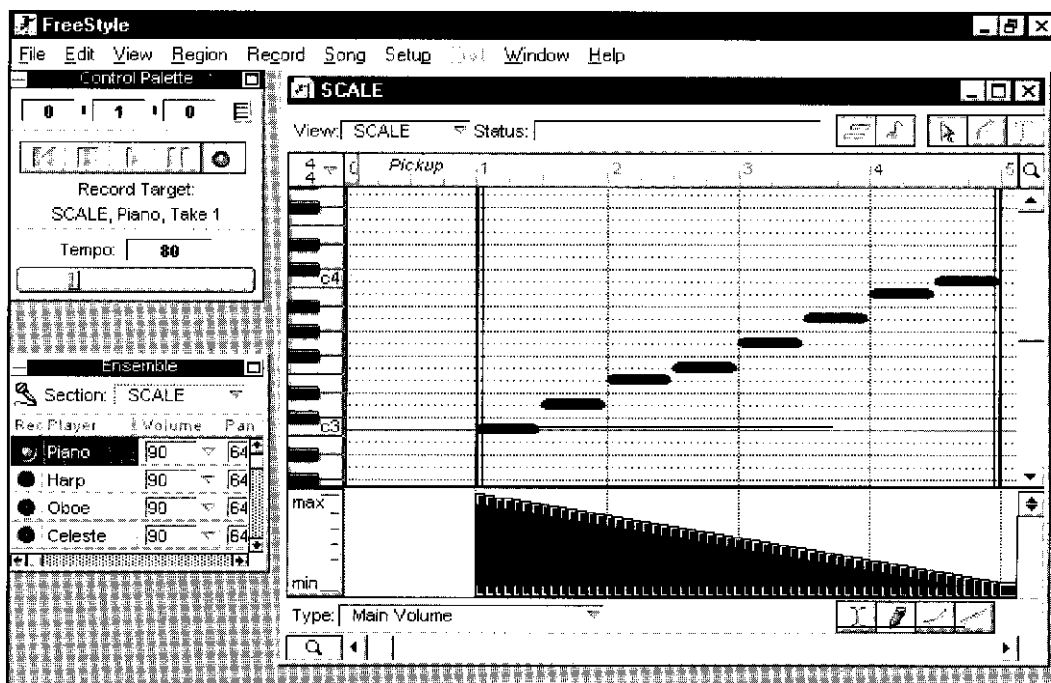 FreeStyle
File Edit View Region Record Song Setup Window Help
Control Palette
0 1 0
Record Target:
SCALE, Piano, Take 1
Tempo: 80
Ensemble
Section: SCALE
Rec Player Volume Pan
Piano 90 64
Harp 90 64
Oboe 90 64
Celeste 90 64
SCALE
View: SCALE Status:
4
4
Pickup 1 2 3 4 5
c4
c3
max
min
Type: Main Volume